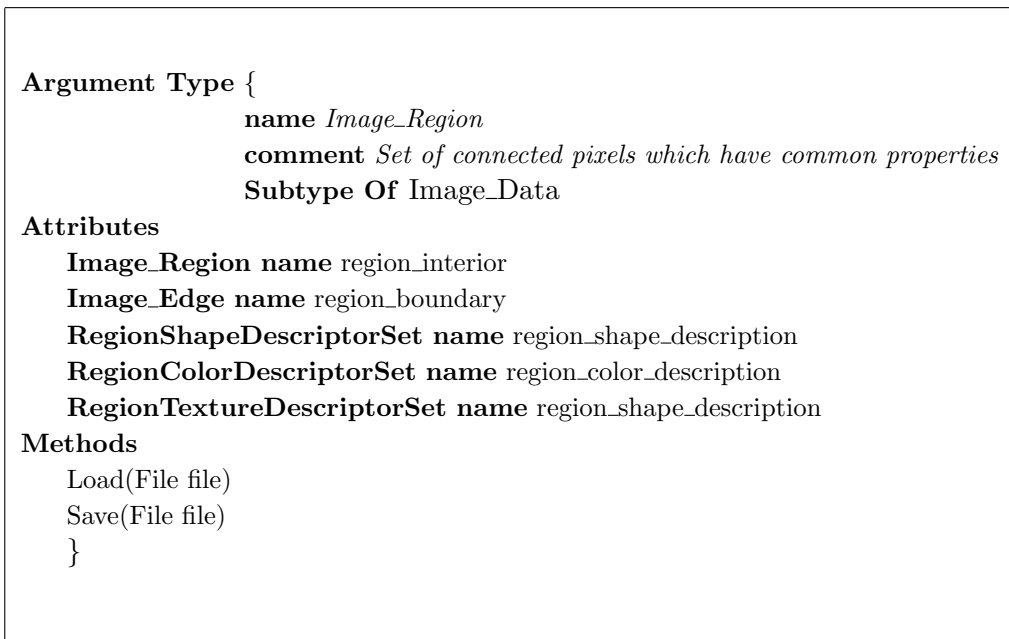 Argument Type {
name Image_Region
comment Set of connected pixels which have common properties
Subtype Of Image_Data
Attributes
Image_Region name region_interior
Image_Edge name region_boundary
RegionShapeDescriptorSet name region_shape_description
RegionColorDescriptorSet name region_color_description
RegionTextureDescriptorSet name region_shape_description
Methods
Load(File file)
Save(File file)
}